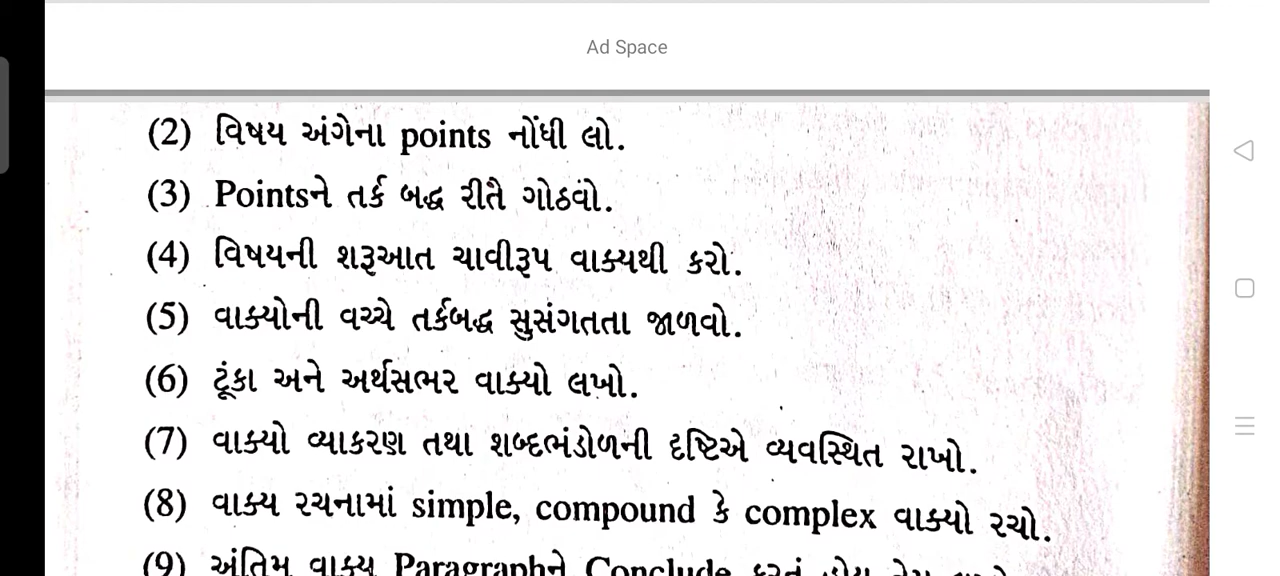 Ad Space
(2) વિષય અંગેના points નોંધી લો.
(3) Pointsને તર્ક બદ્ધ રીતે ગોઠવો.
(4) વિષયની શરૂઆત ચાવીરૂપ વાક્યથી કરો.
(5) વાક્યોની વચ્ચે તર્કબદ્ધ સુસંગતતા જાળવો.
(6) ટૂંકા અને અર્થસભર વાક્યો લખો.
(7) વાક્યો વ્યાકરણ તથા શબ્દભંડોળની દૃષ્ટિએ વ્યવસ્થિત રાખો.
(8) વાક્ય રચનામાં simple, compound કે complex વાક્યો રચો.
(9) અંતિમ વાક્ય Paragraphને Conclude